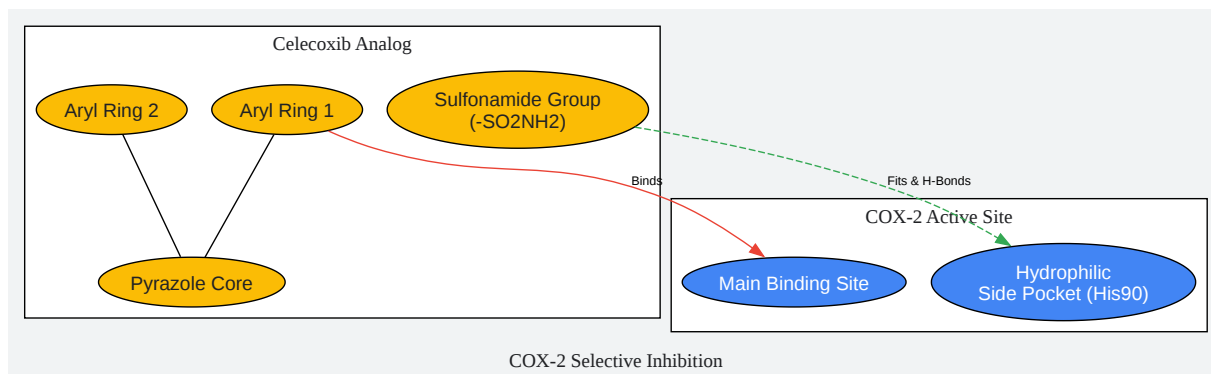 Celecoxib Analog
Aryl Ring 2
Aryl Ring 1
Sulfonamide Group
(-SO2NH2)
Binds
Fits & H-Bonds
COX-2 Active Site
Pyrazole Core
Main Binding Site
Hydrophilic
Side Pocket (His90)
COX-2 Selective Inhibition